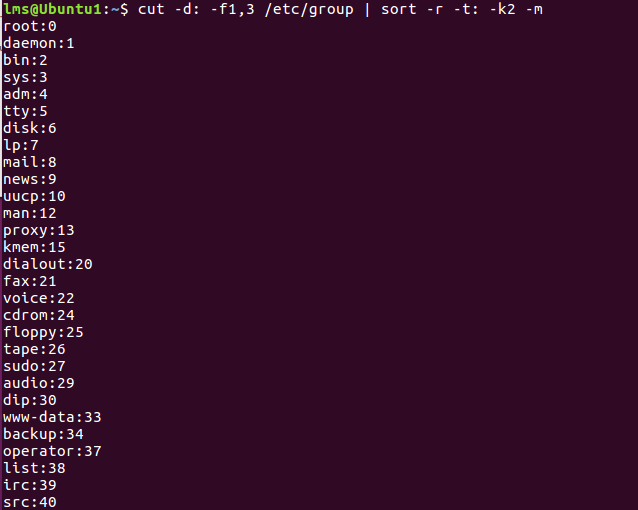 lms@Ubuntu1:~$ cut -d: -f1,3 /etc/group | sort -r -t: -k2 -m
root:0
daemon:1
bin:2
sys:3
adm:4
tty:5
disk:6
lp:7
mail:8
news:9
uucp:10
man:12
proxy:13
kmem:15
dialout:20
fax:21
voice:22
cdrom:24
floppy:25
tape:26
sudo:27
audio:29
dip:30
www-data:33
backup:34
operator:37
list:38
irc:39
src:40